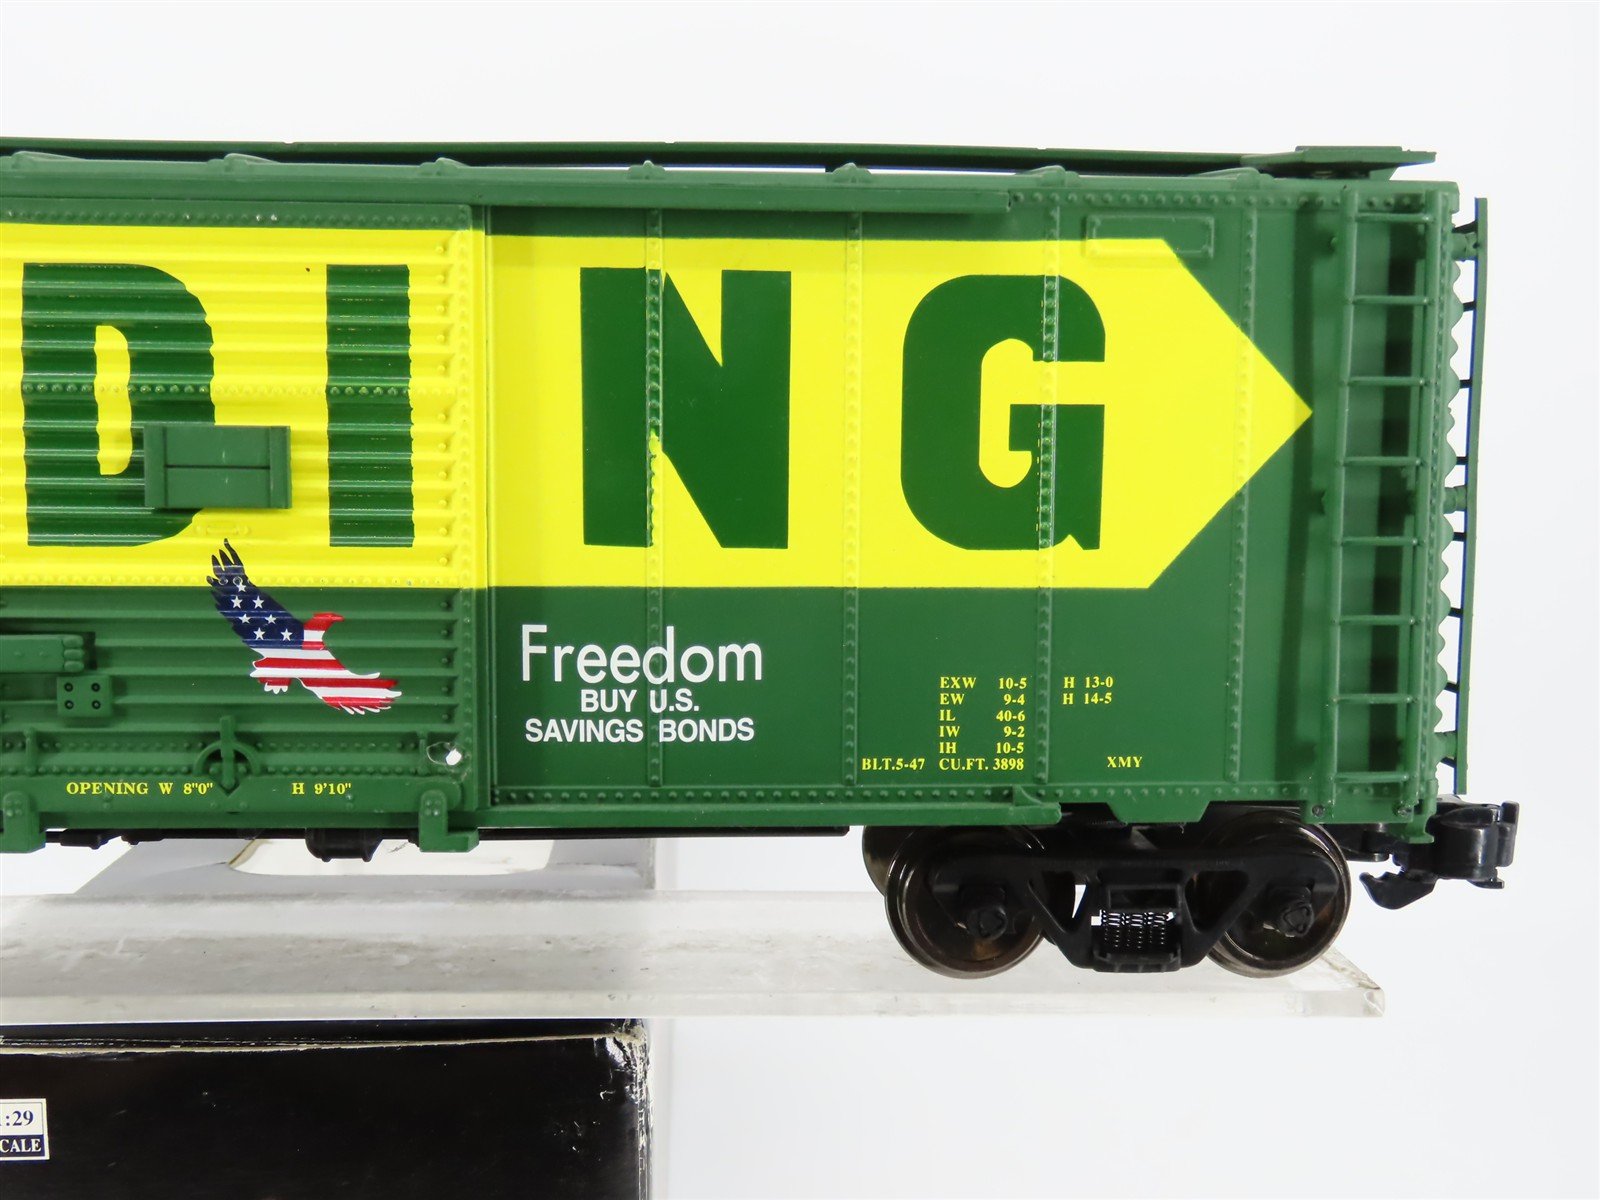 DING
Freedom
BUY U.S.
SAVINGS BONDS
EXW 10-5 H 13-0
EW 9-4 H 14-5
IL 40-6
IW 9-2
IH 10-5
BLT.5-47 CU.FT. 3898 XMY
OPENING W 8"0" H 9'10"
:29
CALE